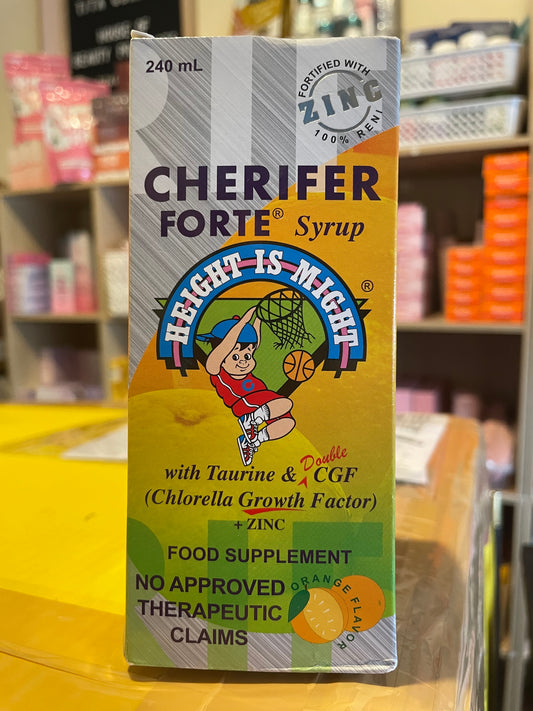 240 mL
FORTIFIED WITH
ZINC
100% RENI
CHERIFER
FORTE® Syrup
HEIGHT IS MIGHT
®
C
with Taurine & Double CGF
(Chlorella Growth Factor)
+ ZINC
FOOD SUPPLEMENT
NO APPROVED
THERAPEUTIC
CLAIMS
ORANGE FLAVOR